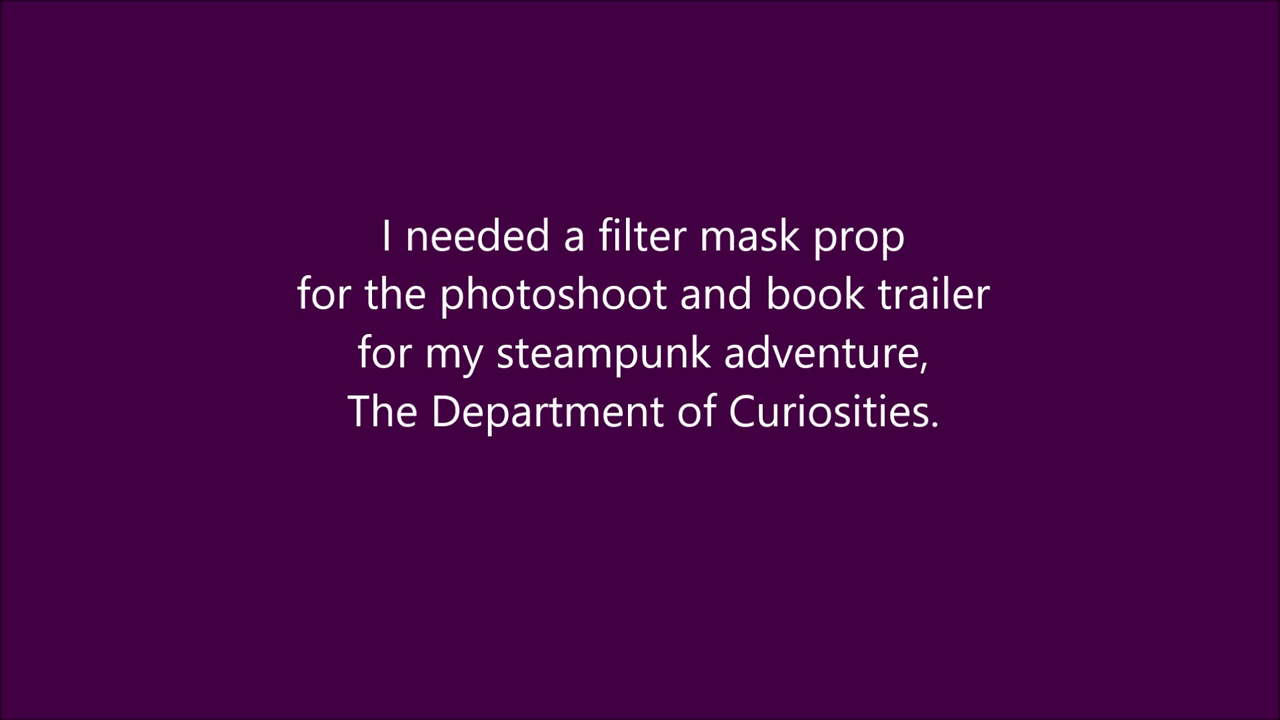 I needed a filter mask prop
for the photoshoot and book trailer
for my steampunk adventure,
The Department of Curiosities.